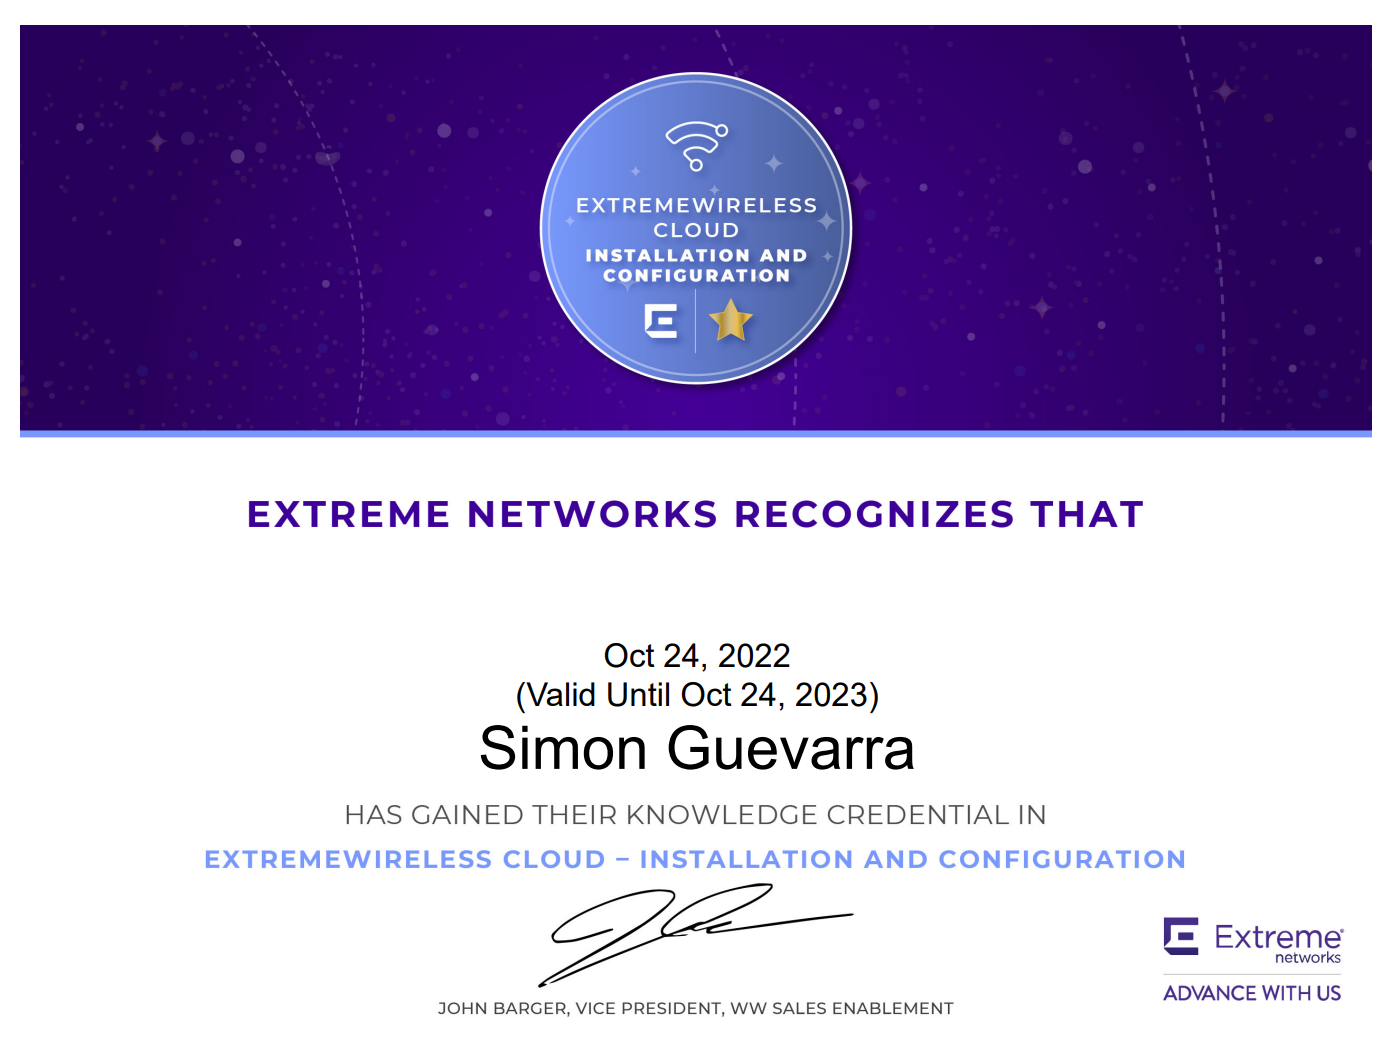 EXTREMEWIRELESS
CLOUD
INSTALLATION AND
CONFIGURATION
EXTREME NETWORKS RECOGNIZES THAT
Oct 24, 2022
(Valid Until Oct 24, 2023)
Simon Guevarra
HAS GAINED THEIR KNOWLEDGE CREDENTIAL IN
EXTREMEWIRELESS CLOUD – INSTALLATION AND CONFIGURATION
JOHN BARGER, VICE PRESIDENT, WW SALES ENABLEMENT
Extreme®
networks
ADVANCE WITH US